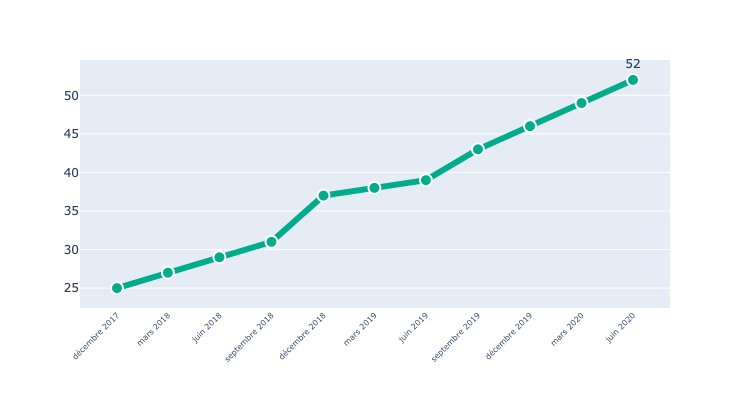 52
50
45
40
35
30
25
décembre 2017
mars 2018
juin 2018
septembre 2018
décembre 2018
mars 2019
juin 2019
septembre 2019
décembre 2019
mars 2020
juin 2020